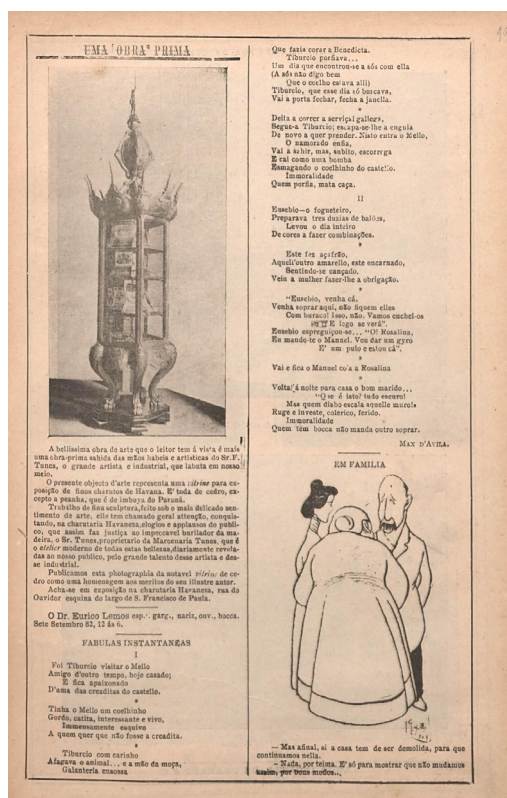 UMA "OBRA" PRIMA
A bellissima obra de arte que o leitor tem á vista é mais
uma obra-prima sahida das mãos habeis e artisticas do Sr. F.
Tunes, o grande artista e industrial, que labuta em nosso
meio.
O presente objecto d'arte representa uma vitrine para ex-
posição de finos charutos de Havana. E' toda de cedro, ex-
cepto a peanha, que é de imbuya do Paraná.
Trabalho de fina sculptura, feito sob o mais delicado sen-
timento de arte, elle tem chamado geral attenção, conquis-
tando, na charutaria Havaneza, elogios e applausos do publi-
co, que assim faz justiça ao impeccavel burilador da ma-
deira, o Sr. Tunes, proprietario da Marcenaria Tunes, que é
o atelier moderno de todas estas bellezas, diariamente revela-
das ao nosso publico, pelo grande talento desse artista e des-
se industrial.
Publicamos esta photographia da notavel vitrine de ce-
dro como uma homenagem aos meritos do seu illustre autor.
Acha-se em exposição na charutaria Havaneza, rua do
Ouvidor esquina do largo de S. Francisco de Paula.
O Dr. Eurico Lemos esp.'. garg., nariz, ouv., bocca.
Sete Setembro 82, 12 ás 6.
FABULAS INSTANTANEAS
I
Foi Tiburcio visitar o Mello
Amigo d'outro tempo, hoje casado;
E fica apaixonado
D'uma das creaditas do castello.
*
Tinha o Mello um coelhinho
Gordo, catita, interessante e vivo,
Immensamente esquivo
A quem quer que não fosse a creadita.
*
Tiburcio com carinho
Afagava o animal... e a mão da moça,
Galanteria ensossa
Que fazia corar a Benedicta.
Tiburcio porfiava...
Um dia que encontrou-se a sós com ella
(A sós não digo bem
Que o coelho estava alli)
Tiburcio, que esse dia só buscava,
Vai a porta fechar, fecha a janella.
*
Deita a correr a serviçal gallega,
Segue-a Tiburcio; escapa-se-lhe a enguia
De novo a quer prender. Nisto entra o Mello,
O namorado enfia,
Vai a sahir, mas, subito, escorrega
E cai como uma bomba
Esmagando o coelhinho do castello.
Immoralidade
Quem porfia, mata caça.
II
Eusebio—o fogueteiro,
Preparava tres duzias de balões,
Levou o dia inteiro
De cores a fazer combinações.
*
Este fez açafrão,
Aquell'outro amarello, este encarnado,
Sentindo-se cançado.
Veiu a mulher fazer-lhe a obrigação.
*
"Eusebio, venha cá,
Venha soprar aqui, não fiquem elles
Com buraco! Isso, não. Vamos enchel-os
E logo se verá".
Eusebio espreguiçou-se... "O! Rosalina,
Eu mando-te o Manuel. Vou dar um gyro
E' um pulo e estou cá".
*
Vai e fica o Manuel co'a a Rosalina
*
Volta á noite para casa o bom marido...
"O que é isto? tudo escuro!
Mas quem diabo escala aquelle muro!»
Ruge e investe, colerico, ferido.
Immoralidade
Quem tem bocca não manda outro soprar.
MAX D'AVILA.
EM FAMILIA
— Mas afinal, si a casa tem de ser demolida, para que
continuamos nella.
— Nada, por teima. E' só para mostrar que não mudamos
assim, por bons modos...